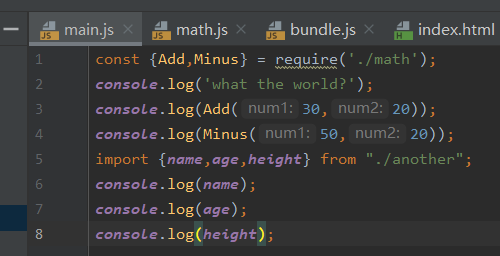 main.js math.js bundle.js index.html
1 const {Add,Minus} = require('./math');
2 console.log('what the world?');
3 console.log(Add( num1: 30, num2: 20));
4 console.log(Minus( num1: 50, num2: 20));
5 import {name,age,height} from "./another";
6 console.log(name);
7 console.log(age);
8 console.log(height);